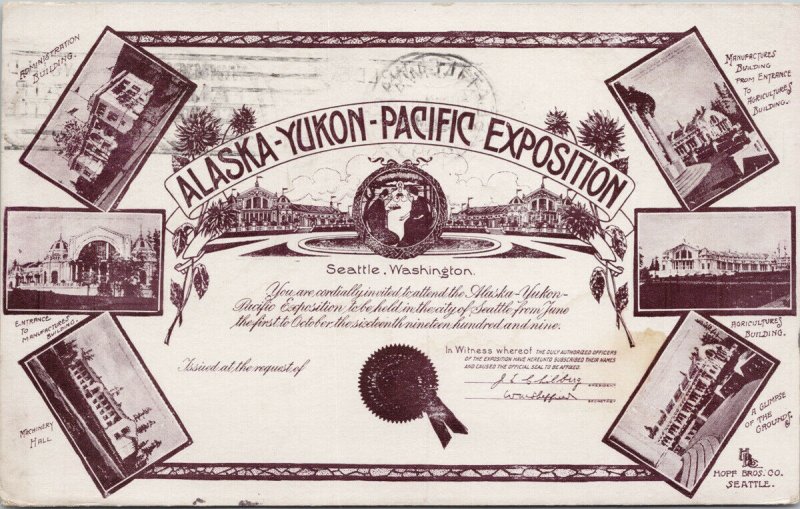 ADMINISTRATION
BUILDING.
MANUFACTURES
BUILDING
FROM ENTRANCE
TO
AGRICULTURES
BUILDING.
ALASKA-YUKON-PACIFIC EXPOSITION
Seattle, Washington.
You are cordially invited to attend the Alaska-Yukon-
Pacific Exposition, to be held in the city of Seattle from June
the first to October, the sixteenth nineteen hundred and nine.
ENTRANCE
TO
MANUFACTURES
BUILDING.
AGRICULTURES
BUILDING.
Issued at the request of
In Witness whereof THE DULY AUTHORIZED OFFICERS
OF THE EXPOSITION HAVE HEREUNTO SUBSCRIBED THEIR NAMES
AND CAUSED THE OFFICIAL SEAL TO BE AFFIXED.
PRESIDENT
SECRETARY
MACHINERY
HALL
A GLIMPSE
OF THE
GROUNDS
HOPF BROS. CO.
SEATTLE.